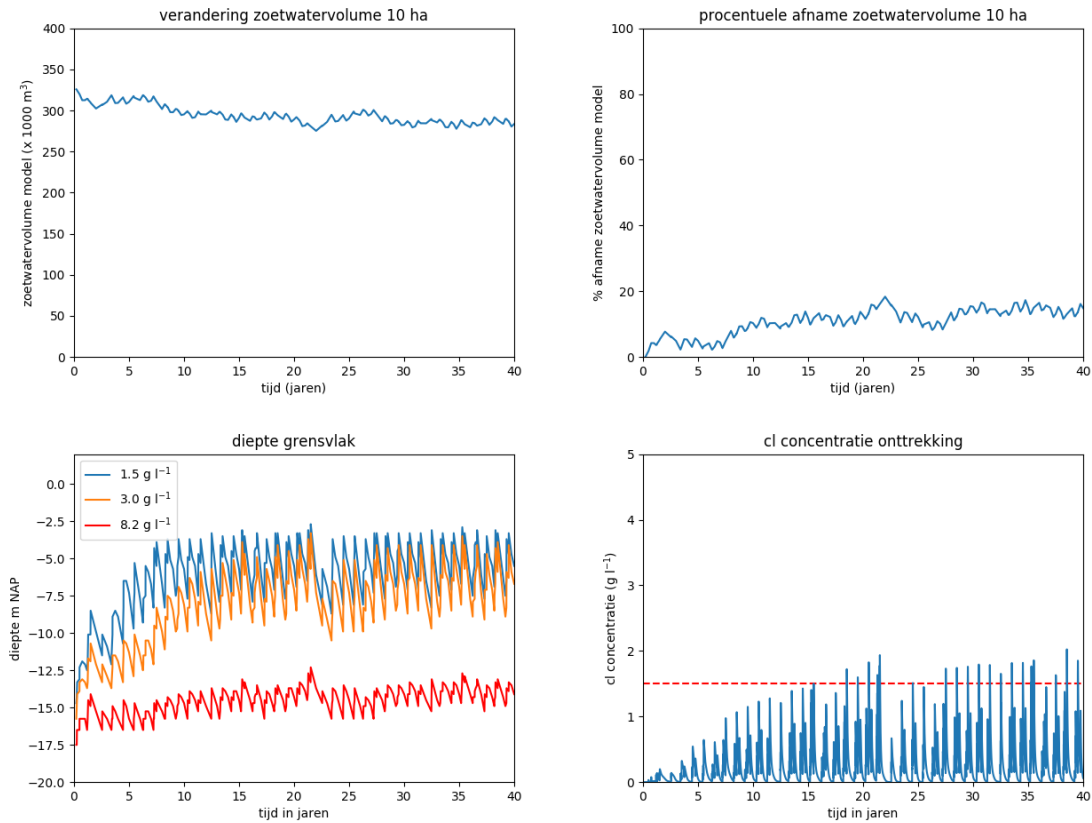 verandering zoetwatervolume 10 ha
400
350
300
250
200
150
100
50
0
zoetwatervolume model (x 1000 m³)
0 5 10 15 20 25 30 35 40
tijd (jaren)
procentuele afname zoetwatervolume 10 ha
100
80
60
40
20
0
% afname zoetwatervolume model
0 5 10 15 20 25 30 35 40
tijd (jaren)
diepte grensvlak
1.5 g l⁻¹
3.0 g l⁻¹
8.2 g l⁻¹
0.0
−2.5
−5.0
−7.5
−10.0
−12.5
−15.0
−17.5
−20.0
diepte m NAP
0 5 10 15 20 25 30 35 40
tijd in jaren
cl concentratie onttrekking
5
4
3
2
1
0
cl concentratie (g l⁻¹)
0 5 10 15 20 25 30 35 40
tijd in jaren